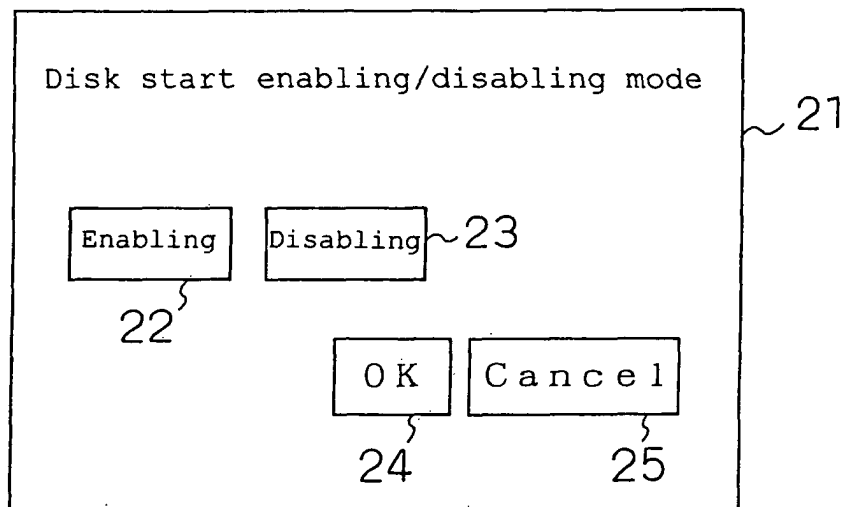 Disk start enabling/disabling mode
21
Enabling
Disabling
23
22
OK
Cancel
24
25